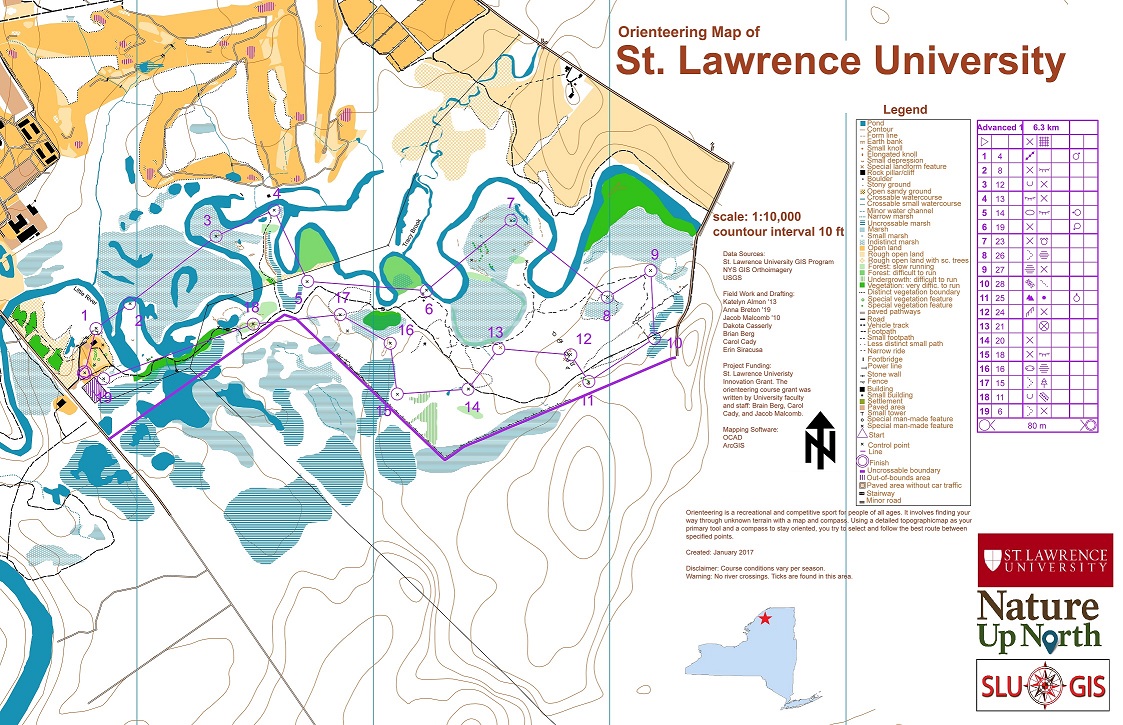 Orienteering Map of
St. Lawrence University
Legend
Pond
Contour
Form line
Earth bank
Small knoll
Elongated knoll
Small depression
Special landform feature
Rock pillar/cliff
Boulder
Stony ground
Open sandy ground
Crossable watercourse
Crossable small watercourse
Minor water channel
Narrow marsh
Uncrossable marsh
Marsh
Small marsh
Indistinct marsh
Open land
Rough open land
Rough open land with sc. trees
Forest: slow running
Forest: difficult to run
Undergrowth: difficult to run
Vegetation: very diffic. to run
Distinct vegetation boundary
Special vegetation feature
Special vegetation feature
paved pathways
Road
Vehicle track
Footpath
Small footpath
Less distinct small path
Narrow ride
Footbridge
Power line
Stone wall
Fence
Building
Small building
Settlement
Paved area
Small tower
Special man-made feature
Special man-made feature
Start
Control point
Line
Finish
Uncrossable boundary
Out-of-bounds area
Paved area without car traffic
Stairway
Minor road
Advanced 1 6.3 km
1 4
2 8
3 12
4 13
5 14
6 19
7 23
8 26
9 27
10 28
11 25
12 24
13 21
14 20
15 18
16 16
17 15
18 11
19 6
80 m
scale: 1:10,000
countour interval 10 ft
Data Sources:
St. Lawrence University GIS Program
NYS GIS Orthoimagery
USGS
Field Work and Drafting:
Katelyn Almon '13
Anna Breton '19
Jacob Malcomb '10
Dakota Casserly
Brian Berg
Carol Cady
Erin Siracusa
Project Funding:
St. Lawrence Univeristy
Innovation Grant. The
orienteering course grant was
written by University faculty
and staff: Brain Berg, Carol
Cady, and Jacob Malcomb.
Mapping Software:
OCAD
ArcGIS
N
Orienteering is a recreational and competitive sport for people of all ages. It involves finding your
way through unknown terrain with a map and compass. Using a detailed topographicmap as your
primary tool and a compass to stay oriented, you try to select and follow the best route between
specified points.
Created: January 2017
Disclaimer: Course conditions vary per season.
Warning: No river crossings. Ticks are found in this area.
ST LAWRENCE
UNIVERSITY
Nature
Up North
SLU GIS
Little River
Tracy Brook
1
2
3
4
5
6
7
8
9
10
11
12
13
14
15
16
17
18
19